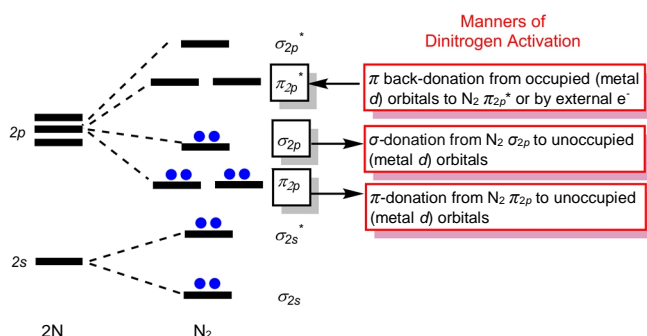 Manners of
Dinitrogen Activation
σ2p*
π2p*
π back-donation from occupied (metal
d) orbitals to N2 π2p* or by external e-
2p
σ2p
σ-donation from N2 σ2p to unoccupied
(metal d) orbitals
π2p
π-donation from N2 π2p to unoccupied
(metal d) orbitals
σ2s*
2s
σ2s
2N
N2